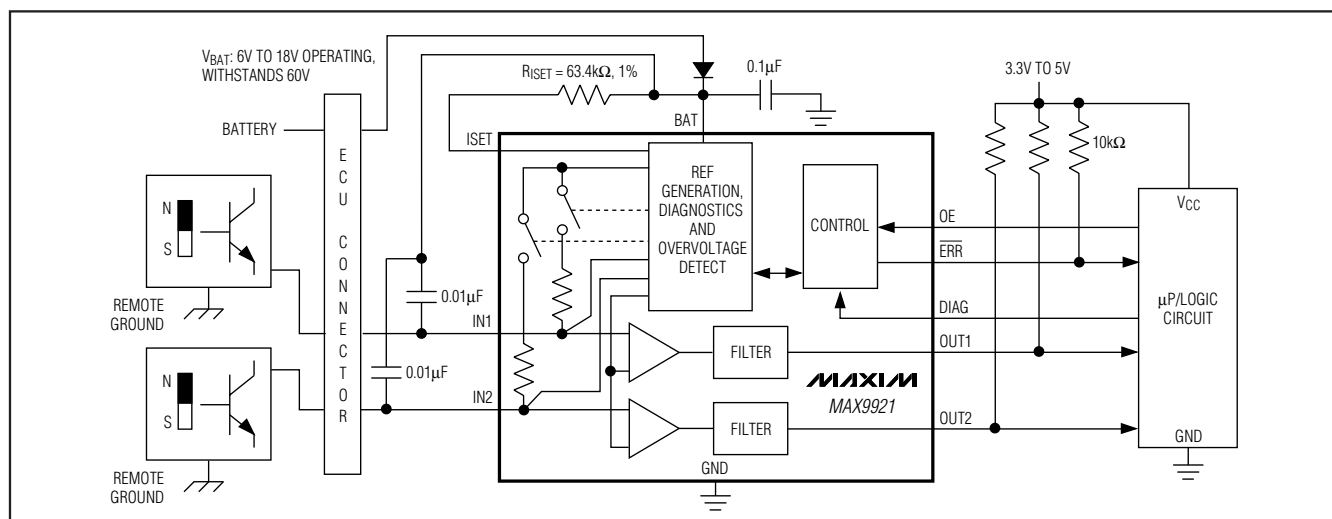 VBAT: 6V TO 18V OPERATING,
WITHSTANDS 60V
RISET = 63.4kΩ, 1%
0.1µF
3.3V TO 5V
BATTERY
BAT
ISET
10kΩ
ECU CONNECTOR
REF
GENERATION,
DIAGNOSTICS
AND
OVERVOLTAGE
DETECT
CONTROL
VCC
OE
ERR
N
S
REMOTE
GROUND
0.01µF
DIAG
µP/LOGIC
CIRCUIT
IN1
FILTER
OUT1
N
S
0.01µF
MAXIM
MAX9921
IN2
FILTER
OUT2
GND
GND
REMOTE
GROUND